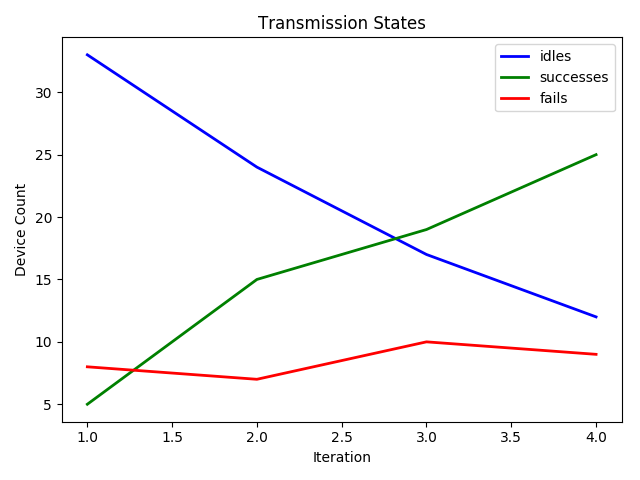 Transmission States
idles
successes
fails
Device Count
30
25
20
15
10
5
1.0 1.5 2.0 2.5 3.0 3.5 4.0
Iteration